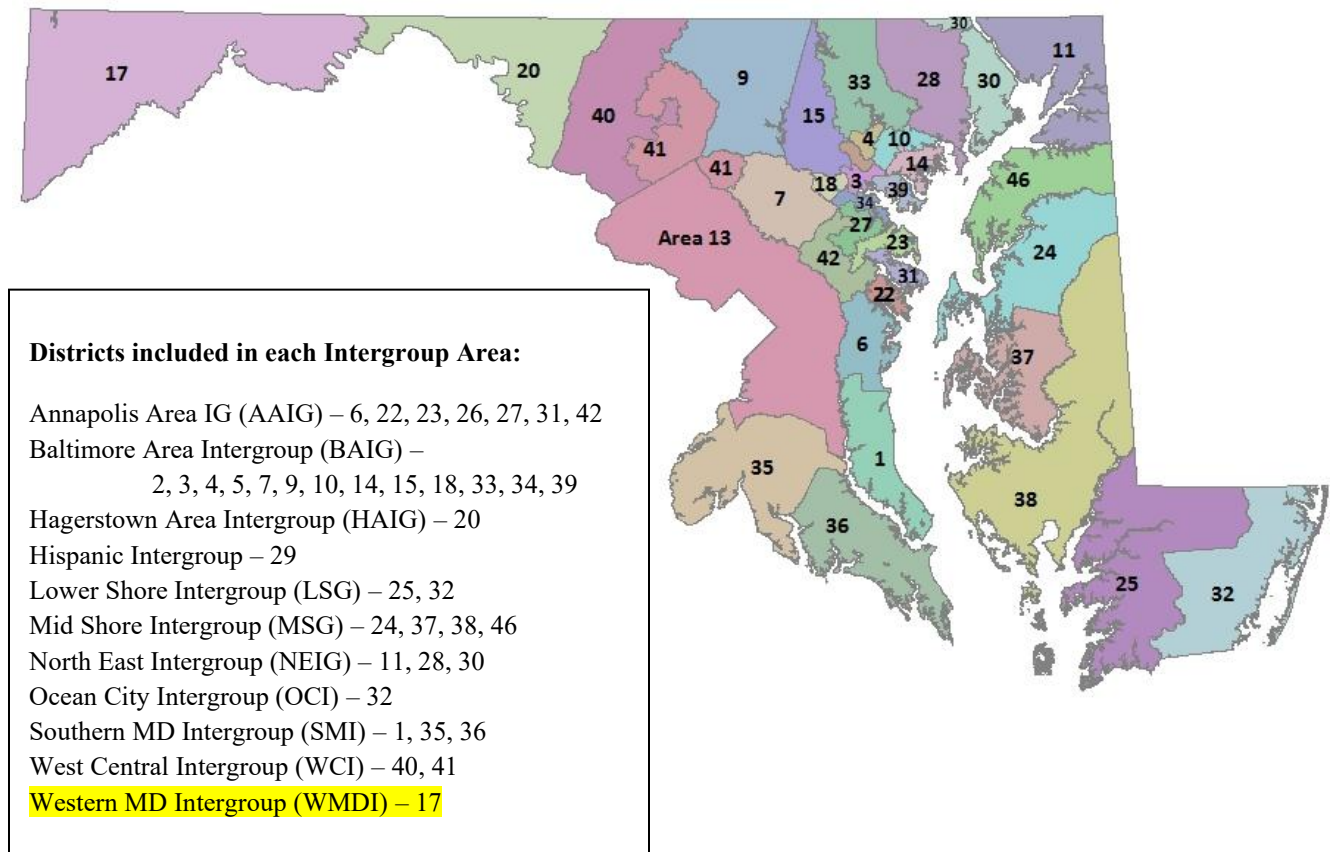 30
11
17
20
9
33
28
30
40
15
4
10
41
14
41
3
46
18
39
7
34
27
Area 13
23
24
42
31
22
6
37
1
35
38
36
25
32
Districts included in each Intergroup Area:
Annapolis Area IG (AAIG) – 6, 22, 23, 26, 27, 31, 42
Baltimore Area Intergroup (BAIG) –
2, 3, 4, 5, 7, 9, 10, 14, 15, 18, 33, 34, 39
Hagerstown Area Intergroup (HAIG) – 20
Hispanic Intergroup – 29
Lower Shore Intergroup (LSG) – 25, 32
Mid Shore Intergroup (MSG) – 24, 37, 38, 46
North East Intergroup (NEIG) – 11, 28, 30
Ocean City Intergroup (OCI) – 32
Southern MD Intergroup (SMI) – 1, 35, 36
West Central Intergroup (WCI) – 40, 41
Western MD Intergroup (WMDI) – 17